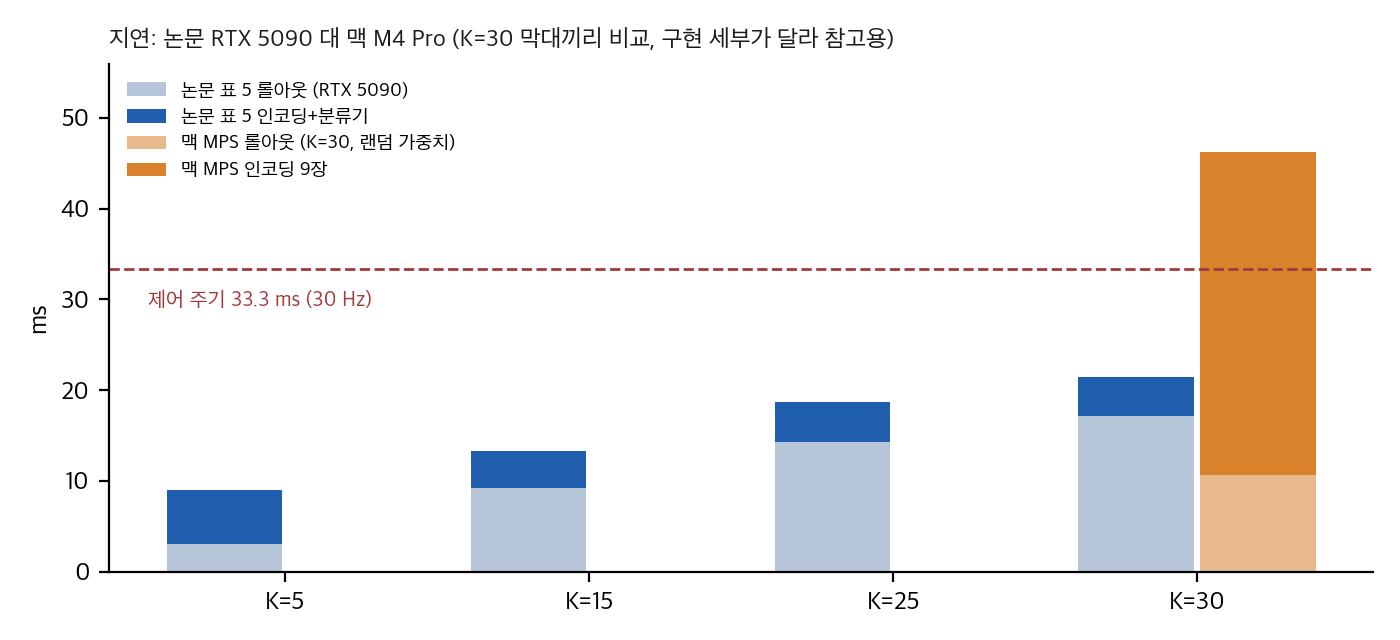 지연: 논문 RTX 5090 대 맥 M4 Pro (K=30 막대끼리 비교, 구현 세부가 달라 참고용)
논문 표 5 롤아웃 (RTX 5090)
논문 표 5 인코딩+분류기
맥 MPS 롤아웃 (K=30, 랜덤 가중치)
맥 MPS 인코딩 9장
50
40
30
20
10
0
ms
제어 주기 33.3 ms (30 Hz)
K=5
K=15
K=25
K=30